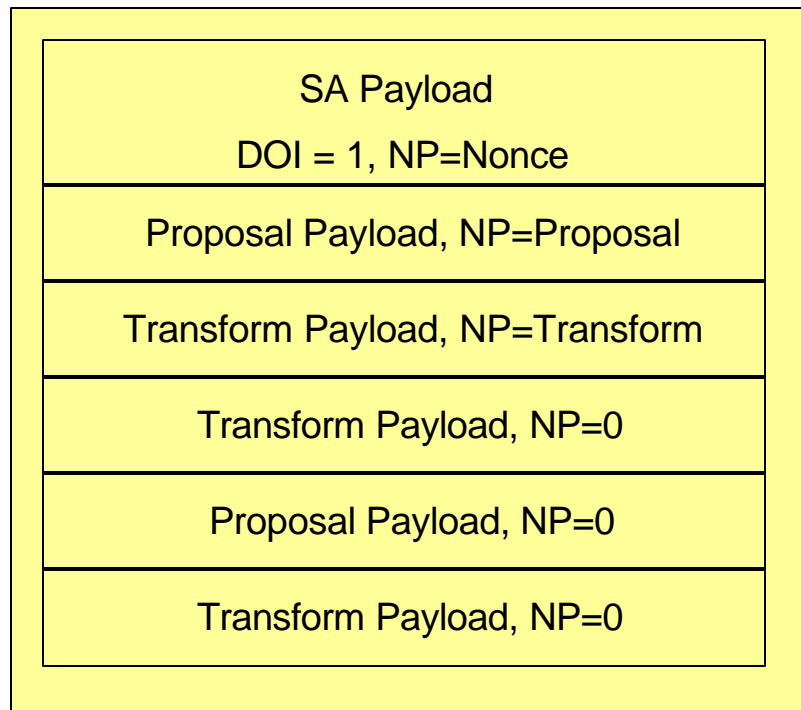 SA Payload
DOI = 1, NP=Nonce
Proposal Payload, NP=Proposal
Transform Payload, NP=Transform
Transform Payload, NP=0
Proposal Payload, NP=0
Transform Payload, NP=0